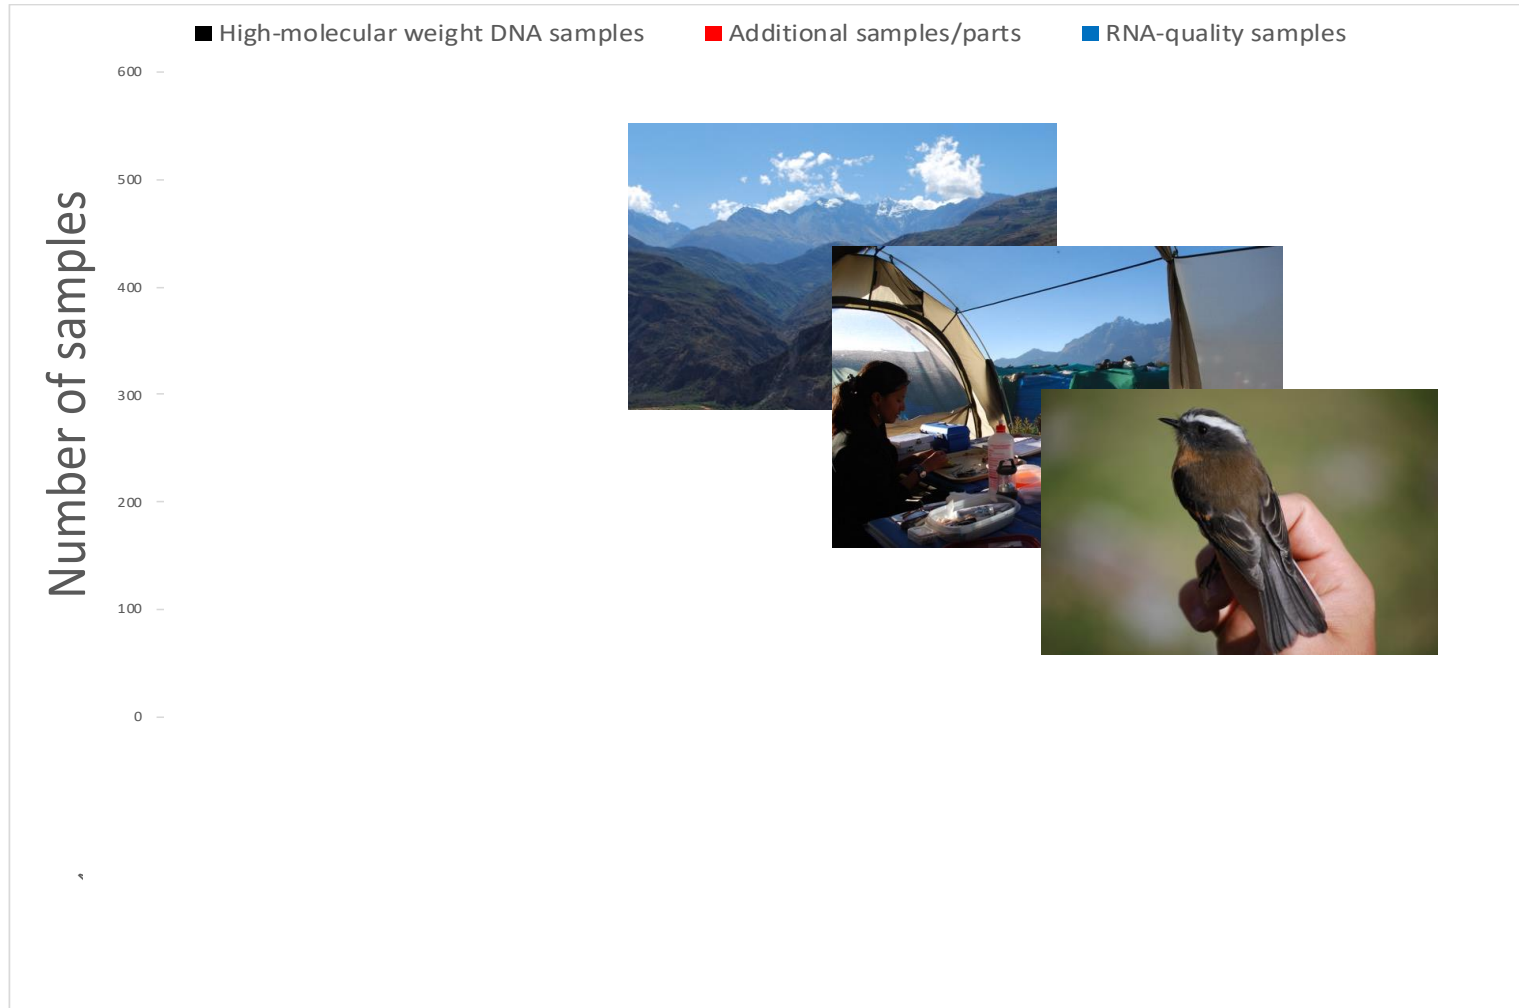 High-molecular weight DNA samples
Additional samples/parts
RNA-quality samples
Number of samples
600
500
400
300
200
100
0